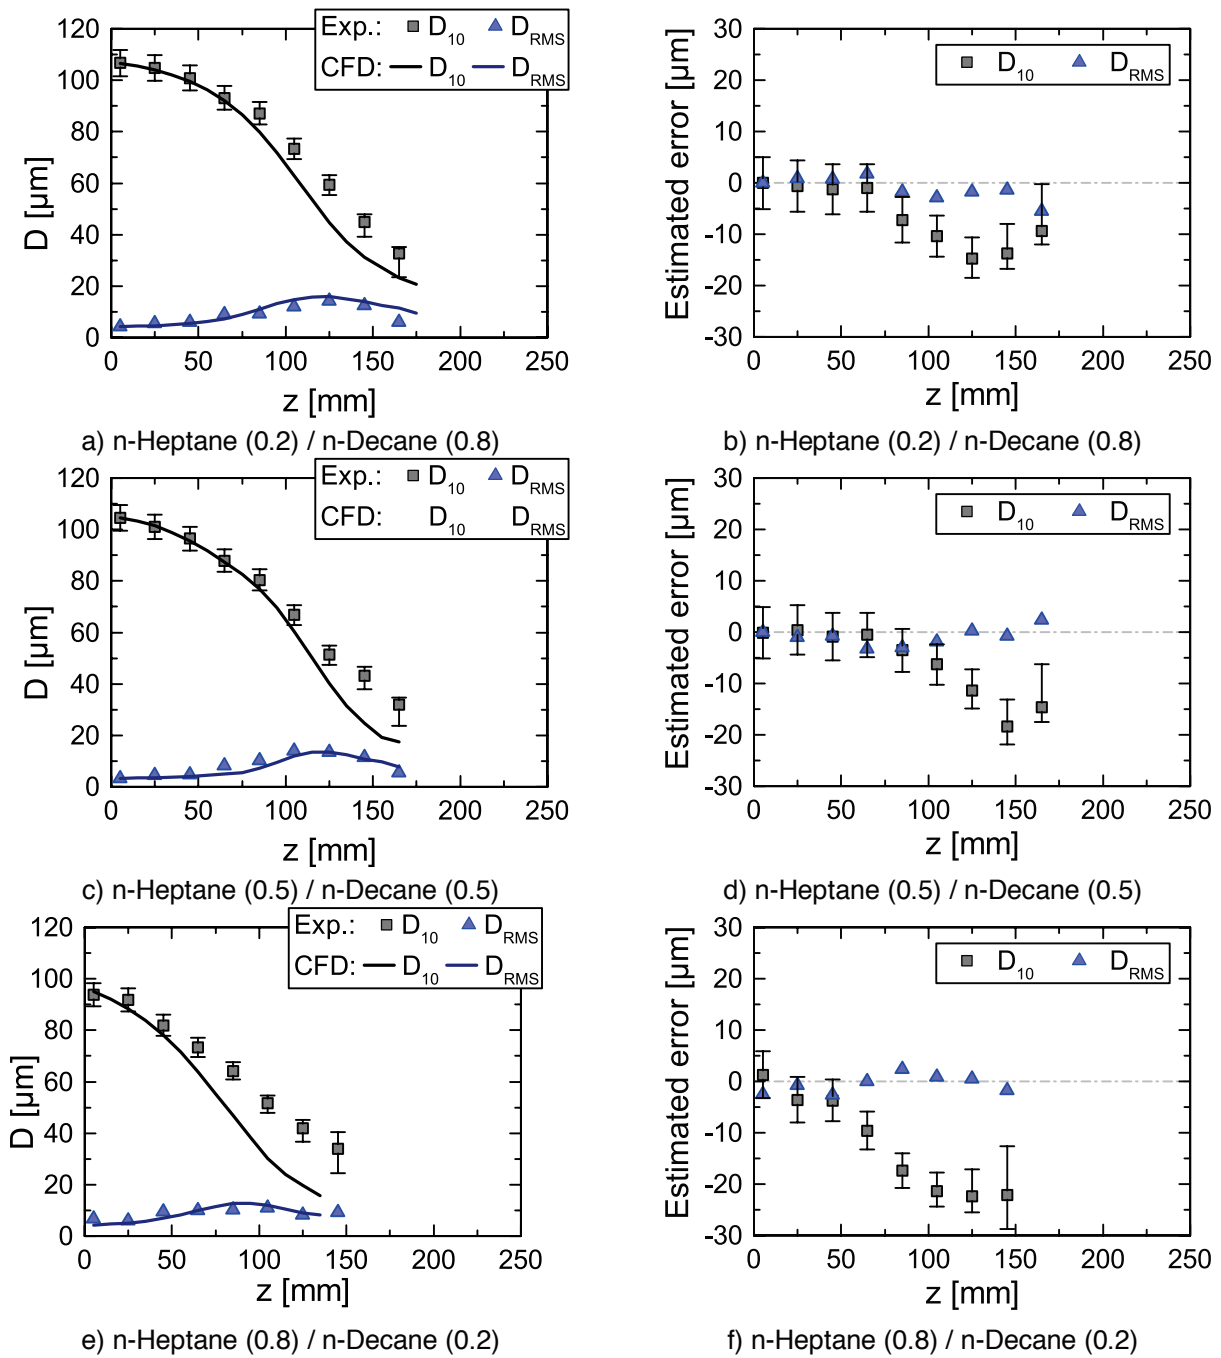 Exp.: D10 DRMS
CFD: D10 DRMS
120
100
80
60
40
20
0
D [µm]
0 50 100 150 200 250
z [mm]
a) n-Heptane (0.2) / n-Decane (0.8)
D10 DRMS
30
20
10
0
-10
-20
-30
Estimated error [µm]
0 50 100 150 200 250
z [mm]
b) n-Heptane (0.2) / n-Decane (0.8)
Exp.: D10 DRMS
CFD: D10 DRMS
120
100
80
60
40
20
0
D [µm]
0 50 100 150 200 250
z [mm]
c) n-Heptane (0.5) / n-Decane (0.5)
D10 DRMS
30
20
10
0
-10
-20
-30
Estimated error [µm]
0 50 100 150 200 250
z [mm]
d) n-Heptane (0.5) / n-Decane (0.5)
Exp.: D10 DRMS
CFD: D10 DRMS
120
100
80
60
40
20
0
D [µm]
0 50 100 150 200 250
z [mm]
e) n-Heptane (0.8) / n-Decane (0.2)
D10 DRMS
30
20
10
0
-10
-20
-30
Estimated error [µm]
0 50 100 150 200 250
z [mm]
f) n-Heptane (0.8) / n-Decane (0.2)